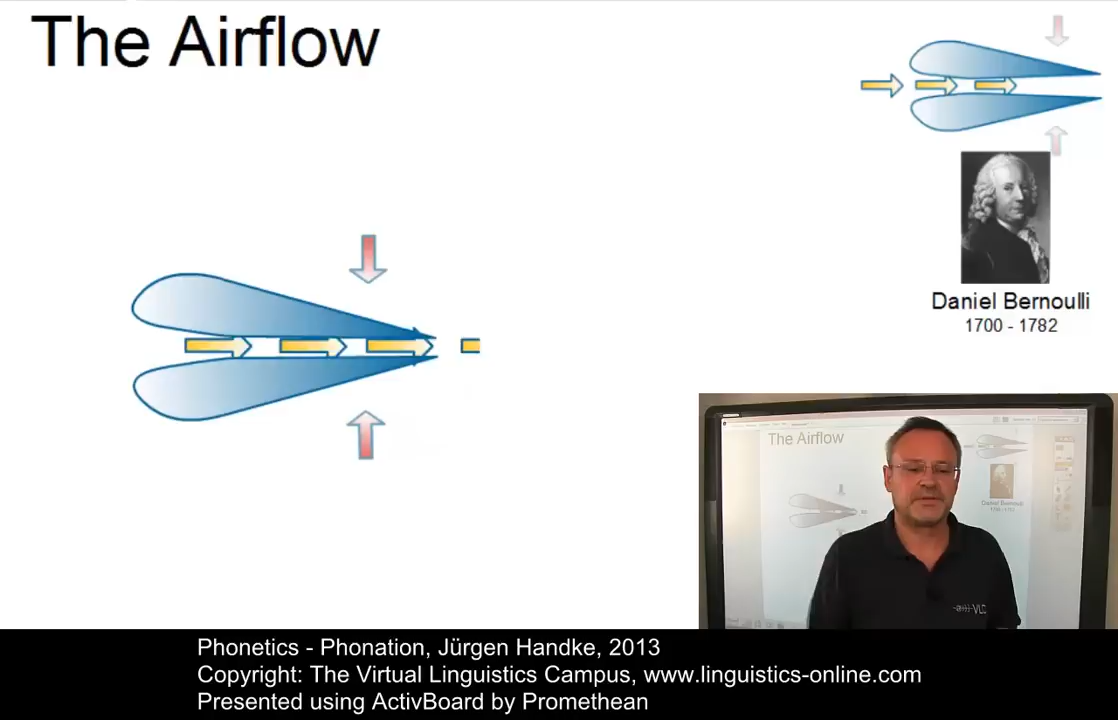 The Airflow
Daniel Bernoulli
1700 - 1782
The Airflow
VLC
Phonetics - Phonation, Jürgen Handke, 2013
Copyright: The Virtual Linguistics Campus, www.linguistics-online.com
Presented using ActivBoard by Promethean